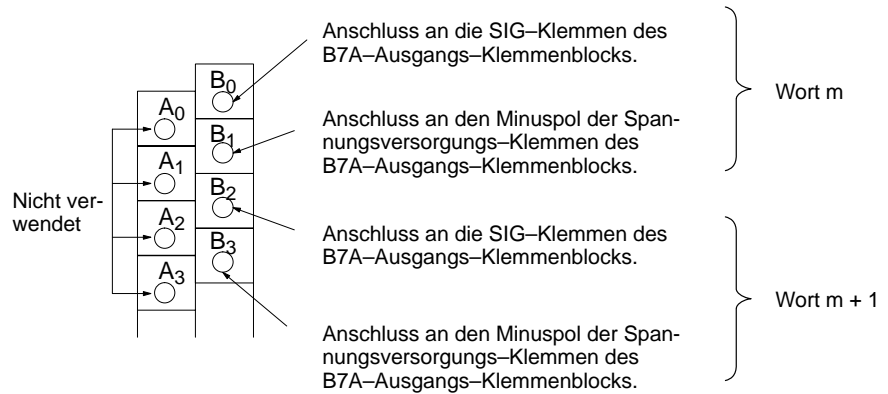 Anschluss an die SIG–Klemmen des
B7A–Ausgangs–Klemmenblocks.
Wort m
B0
A0
B1
Anschluss an den Minuspol der Span-
nungsversorgungs–Klemmen des
B7A–Ausgangs–Klemmenblocks.
A1
B2
Nicht ver-
wendet
A2
B3
Anschluss an die SIG–Klemmen des
B7A–Ausgangs–Klemmenblocks.
A3
Wort m + 1
Anschluss an den Minuspol der Span-
nungsversorgungs–Klemmen des
B7A–Ausgangs–Klemmenblocks.